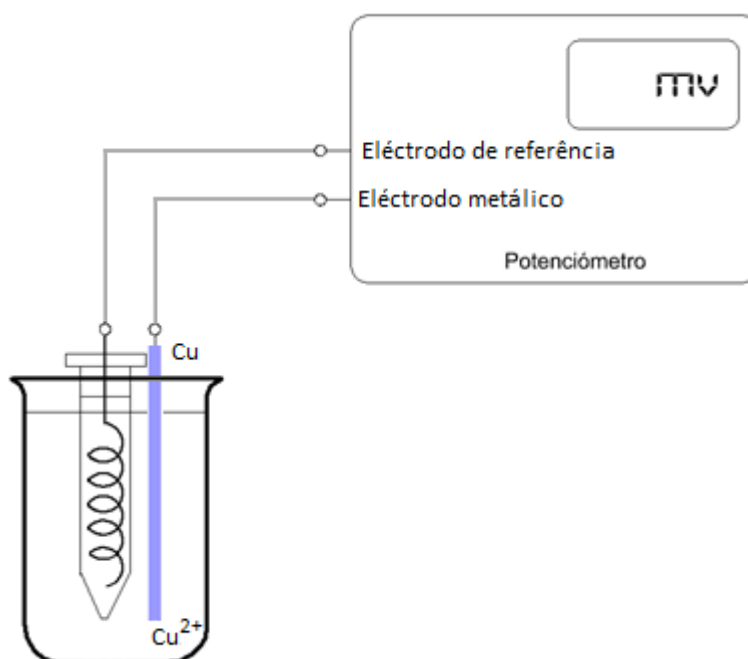 mv
Eléctrodo de referência
Eléctrodo metálico
Potenciómetro
Cu
Cu²⁺